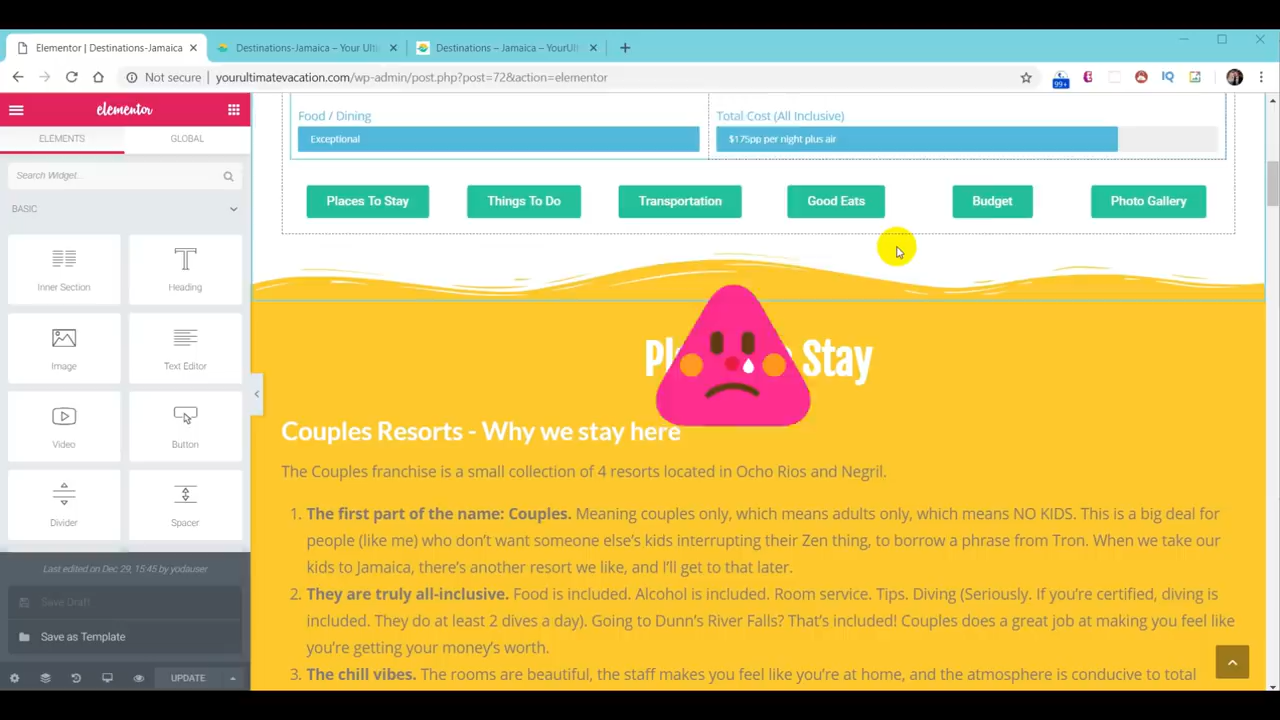 Elementor | Destinations-Jamaica
Destinations-Jamaica – Your Ulti
Destinations – Jamaica – YourUlt
Not secure
yourultimatevacation.com/wp-admin/post.php?post=72&action=elementor
99+
IQ
elementor
ELEMENTS
GLOBAL
Search Widget...
BASIC
Inner Section
Heading
Image
Text Editor
Video
Button
Divider
Spacer
Last edited on Dec 29, 15:45 by yodauser
Save Draft
Save as Template
UPDATE
Food / Dining
Exceptional
Total Cost (All Inclusive)
$175pp per night plus air
Places To Stay
Things To Do
Transportation
Good Eats
Budget
Photo Gallery
Stay
Couples Resorts - Why we stay here
The Couples franchise is a small collection of 4 resorts located in Ocho Rios and Negril.
1. The first part of the name: Couples. Meaning couples only, which means adults only, which means NO KIDS. This is a big deal for
people (like me) who don't want someone else's kids interrupting their Zen thing, to borrow a phrase from Tron. When we take our
kids to Jamaica, there's another resort we like, and I'll get to that later.
2. They are truly all-inclusive. Food is included. Alcohol is included. Room service. Tips. Diving (Seriously. If you're certified, diving is
included. They do at least 2 dives a day). Going to Dunn's River Falls? That's included! Couples does a great job at making you feel like
you're getting your money's worth.
3. The chill vibes. The rooms are beautiful, the staff makes you feel like you're at home, and the atmosphere is conducive to total